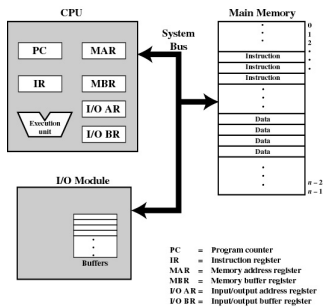 CPU
PC
MAR
IR
MBR
I/O AR
Execution unit
I/O BR
System Bus
Main Memory
0
1
2
Instruction
Instruction
Instruction
Data
Data
Data
Data
n – 2
n – 1
I/O Module
Buffers
PC = Program counter
IR = Instruction register
MAR = Memory address register
MBR = Memory buffer register
I/O AR = Input/output address register
I/O BR = Input/output buffer register